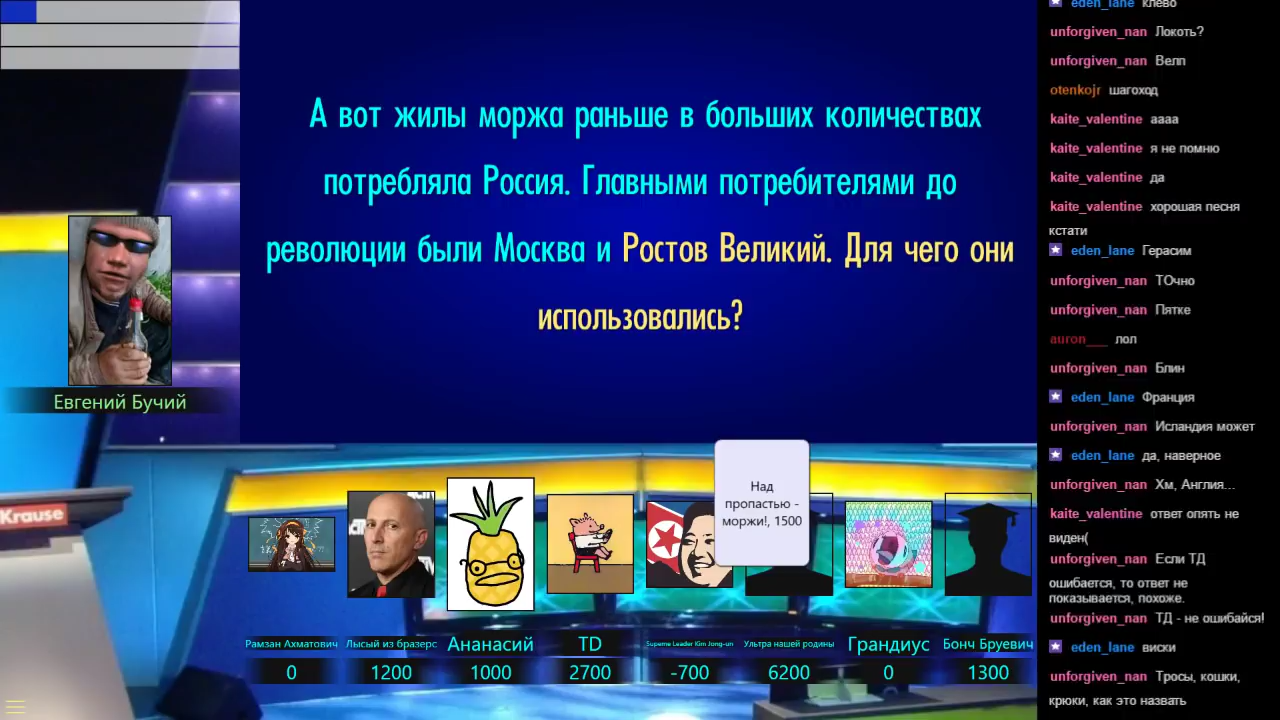 А вот жилы моржа раньше в больших количествах
потребляла Россия. Главными потребителями до
революции были Москва и Ростов Великий. Для чего они
использовались?
Евгений Бучий
Krause
Над
пропастью -
моржи!, 1500
Рамзан Ахматович
Лысый из бразерс
Ананасий
TD
Supeme Leader Kim Jong-un
Ультра нашей родины
Грандиус
Бонч Бруевич
0
1200
1000
2700
-700
6200
0
1300
eden_lane клево
unforgiven_nan Локоть?
unforgiven_nan Велп
otenkojr шагоход
kaite_valentine аааа
kaite_valentine я не помню
kaite_valentine да
kaite_valentine хорошая песня
кстати
eden_lane Герасим
unforgiven_nan ТОчно
unforgiven_nan Пятке
auron___ лол
unforgiven_nan Блин
eden_lane Франция
unforgiven_nan Исландия может
eden_lane да, наверное
unforgiven_nan Хм, Англия...
kaite_valentine ответ опять не
виден(
unforgiven_nan Если ТД
ошибается, то ответ не
показывается, похоже.
unforgiven_nan ТД - не ошибайся!
eden_lane виски
unforgiven_nan Тросы, кошки,
крюки, как это назвать